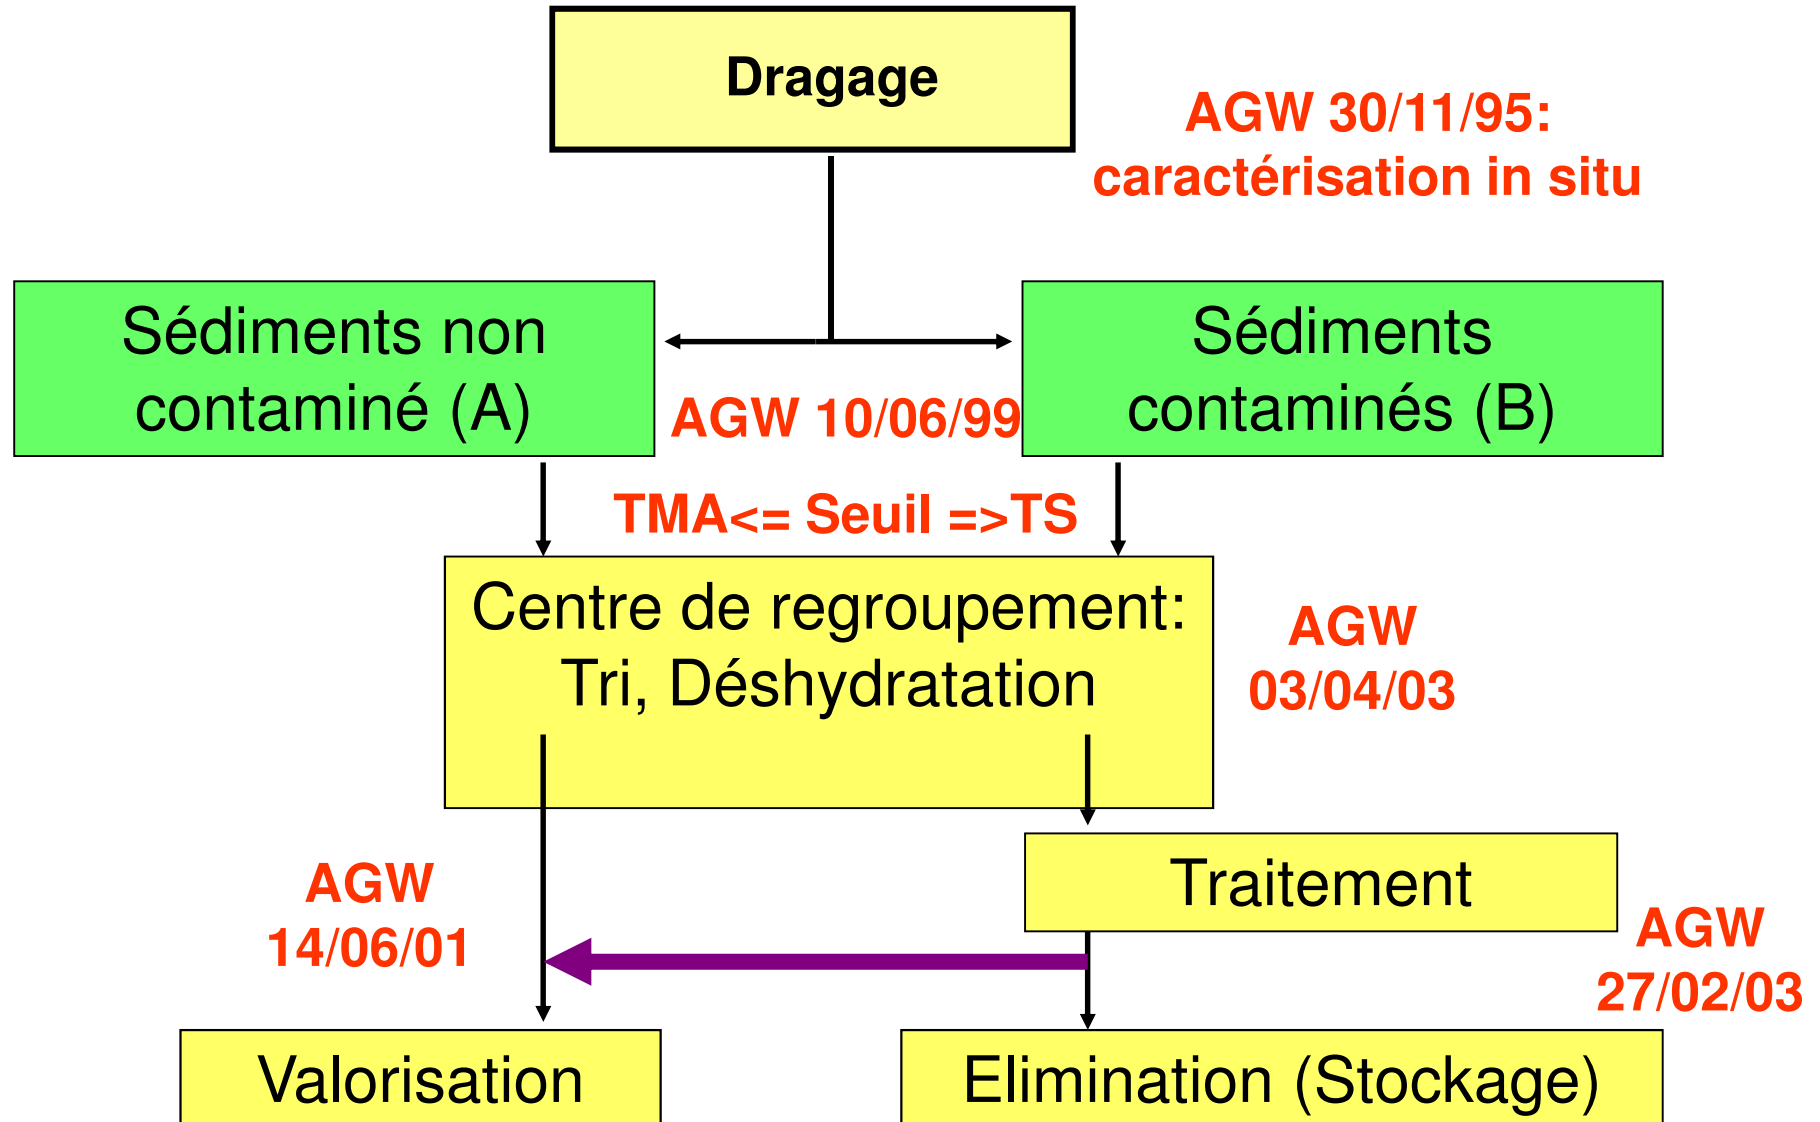 Dragage
AGW 30/11/95:
caractérisation in situ
Sédiments non
contaminé (A)
Sédiments
contaminés (B)
AGW 10/06/99
TMA<= Seuil =>TS
Centre de regroupement:
Tri, Déshydratation
AGW
03/04/03
Traitement
AGW
14/06/01
AGW
27/02/03
Valorisation
Elimination (Stockage)